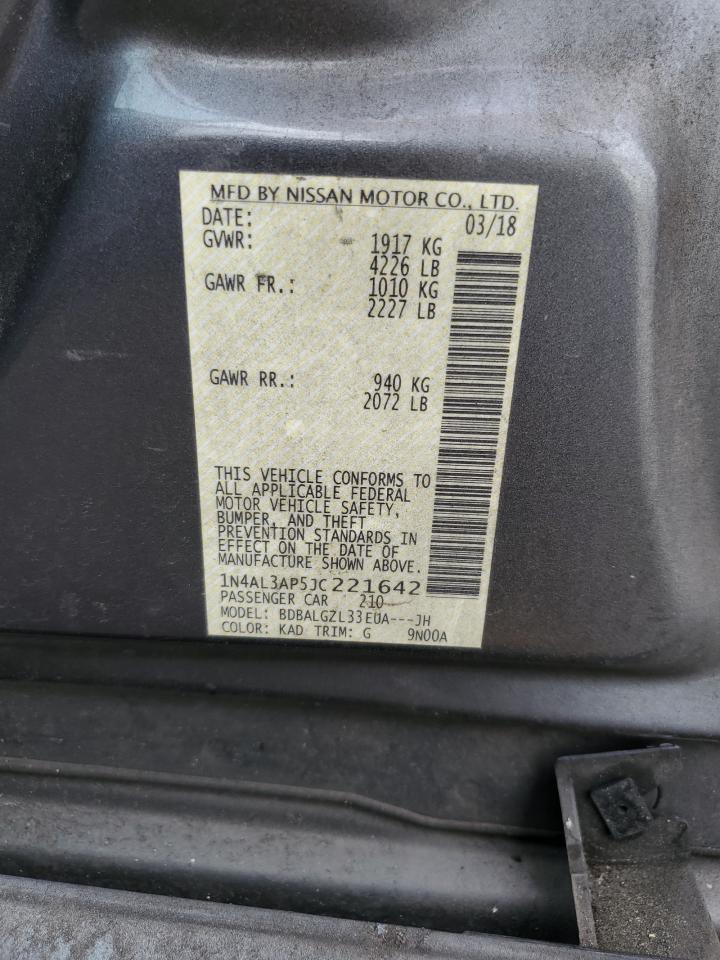 MFD BY NISSAN MOTOR CO., LTD.
DATE: 03/18
GVWR: 1917 KG
4226 LB
GAWR FR.: 1010 KG
2227 LB
GAWR RR.: 940 KG
2072 LB
THIS VEHICLE CONFORMS TO
ALL APPLICABLE FEDERAL
MOTOR VEHICLE SAFETY,
BUMPER, AND THEFT
PREVENTION STANDARDS IN
EFFECT ON THE DATE OF
MANUFACTURE SHOWN ABOVE.
1N4AL3AP5JC221642
PASSENGER CAR 210
MODEL: BDBALGZL33EUA---JH
COLOR: KAD TRIM: G 9N00A